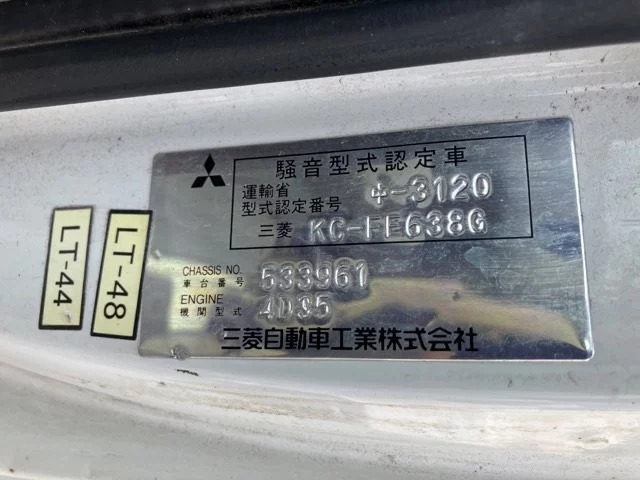 騒音型式認定車
運輸省
型式認定番号 中-3120
三菱 KC-FE638G
CHASSIS NO.
車台番号 533961
ENGINE
機関型式 4D35
三菱自動車工業株式会社
LT-48
LT-44